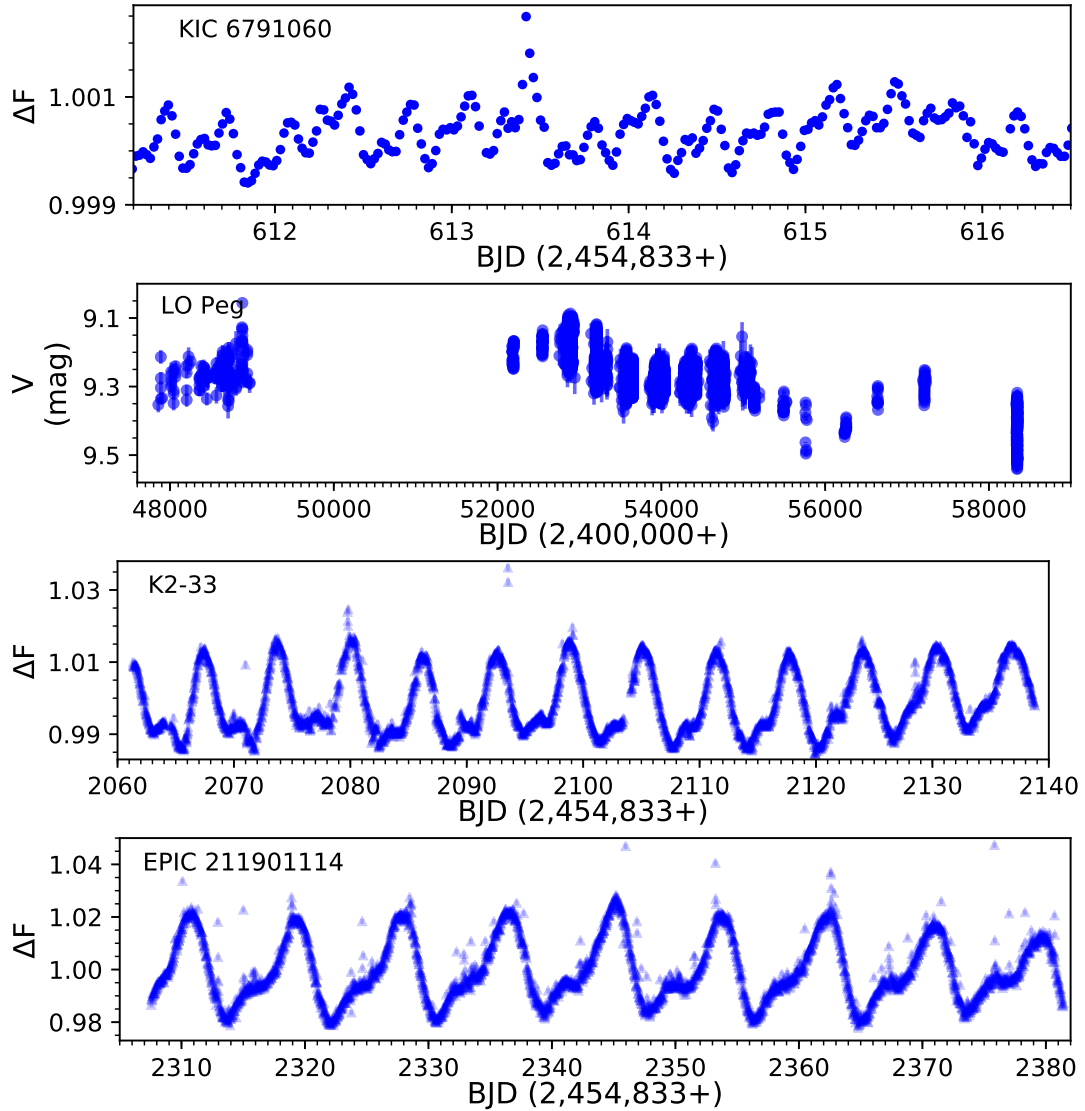 KIC 6791060
ΔF
1.001
0.999
612 613 614 615 616
BJD (2,454,833+)
LO Peg
V
(mag)
9.1
9.3
9.5
48000 50000 52000 54000 56000 58000
BJD (2,400,000+)
K2-33
ΔF
1.03
1.01
0.99
2060 2070 2080 2090 2100 2110 2120 2130 2140
BJD (2,454,833+)
EPIC 211901114
ΔF
1.04
1.02
1.00
0.98
2310 2320 2330 2340 2350 2360 2370 2380
BJD (2,454,833+)